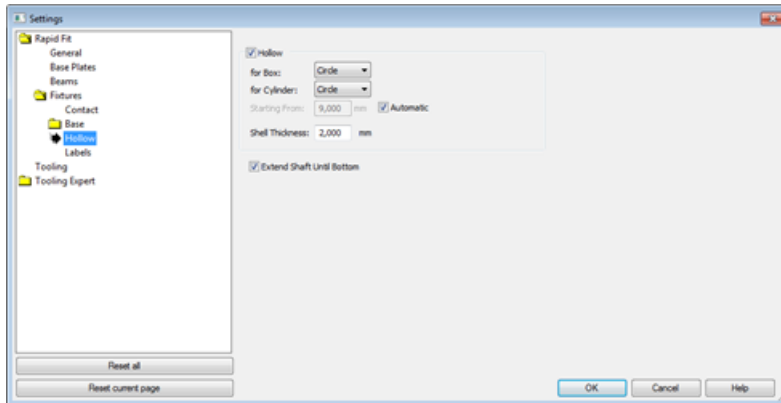 Settings
Rapid Fit
General
Base Plates
Beams
Fixtures
Contact
Base
Hollow
Labels
Tooling
Tooling Expert
Reset all
Reset current page
Hollow
for Box: Circle
for Cylinder: Circle
Starting From: 9,000 mm Automatic
Shell Thickness: 2,000 mm
Extend Shaft Until Bottom
OK Cancel Help